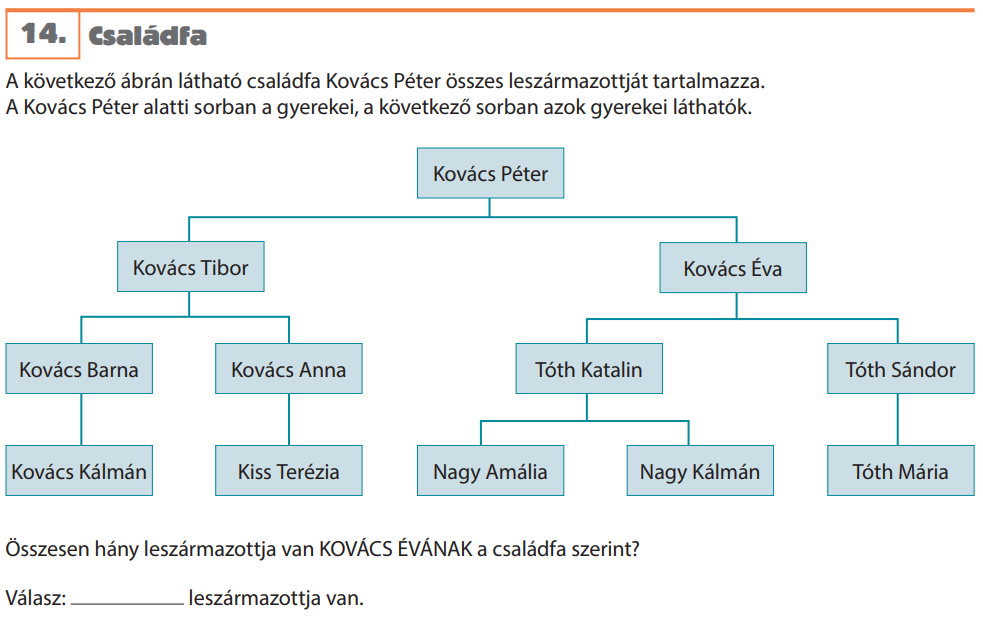 14. Családfa
A következő ábrán látható családfa Kovács Péter összes leszármazottját tartalmazza.
A Kovács Péter alatti sorban a gyerekei, a következő sorban azok gyerekei láthatók.
Kovács Péter
Kovács Tibor Kovács Éva
Kovács Barna Kovács Anna Tóth Katalin Tóth Sándor
Kovács Kálmán Kiss Terézia Nagy Amália Nagy Kálmán Tóth Mária
Összesen hány leszármazottja van KOVÁCS ÉVÁNAK a családfa szerint?
Válasz: __________ leszármazottja van.